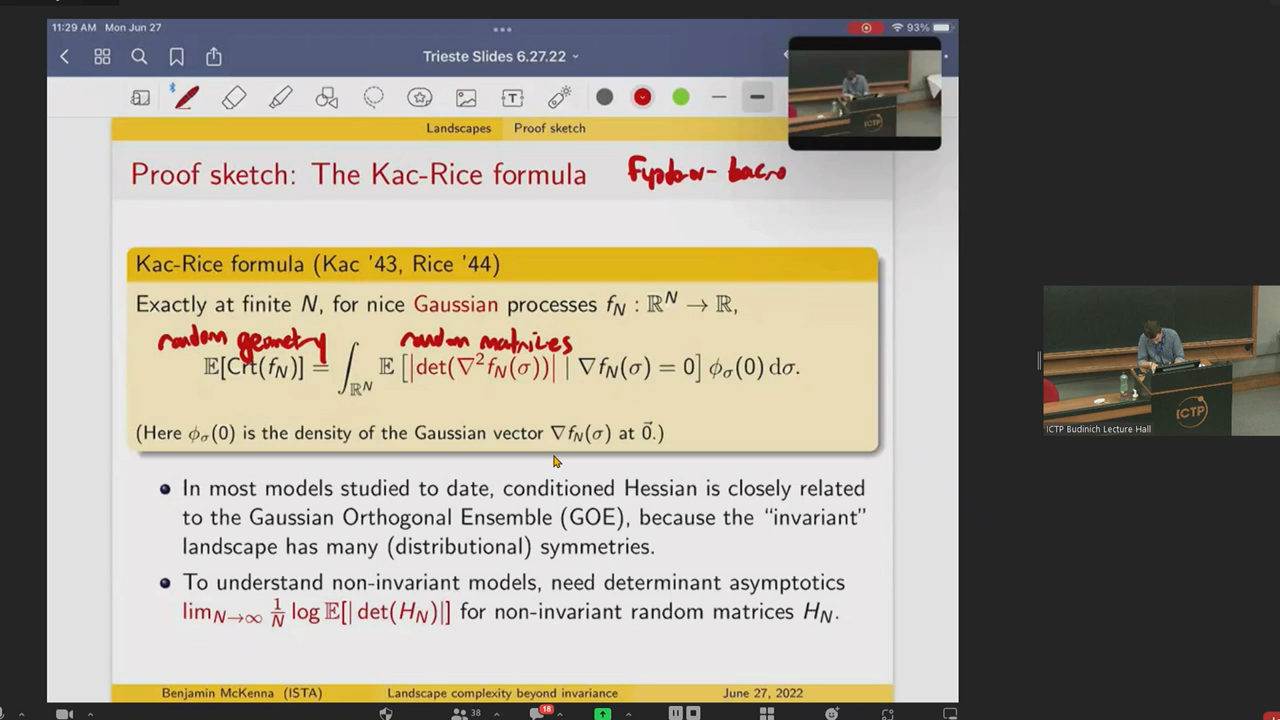 11:29 AM Mon Jun 27
93%
Trieste Slides 6.27.22
Landscapes Proof sketch
Proof sketch: The Kac-Rice formula
Kac-Rice formula (Kac '43, Rice '44)
Exactly at finite N, for nice Gaussian processes f_N : ℝ^N → ℝ,
random geometry random matrices
𝔼[Crt(f_N)] = ∫_{ℝ^N} 𝔼 [|det(∇²f_N(σ))| | ∇f_N(σ) = 0] ϕ_σ(0) dσ.
(Here ϕ_σ(0) is the density of the Gaussian vector ∇f_N(σ) at 0⃗.)
• In most models studied to date, conditioned Hessian is closely related
to the Gaussian Orthogonal Ensemble (GOE), because the “invariant”
landscape has many (distributional) symmetries.
• To understand non-invariant models, need determinant asymptotics
lim_{N→∞} 1/N log 𝔼[| det(H_N)|] for non-invariant random matrices H_N.
Benjamin McKenna (ISTA) Landscape complexity beyond invariance June 27, 2022
ICTP
ICTP
ICTP Budinich Lecture Hall
38
18